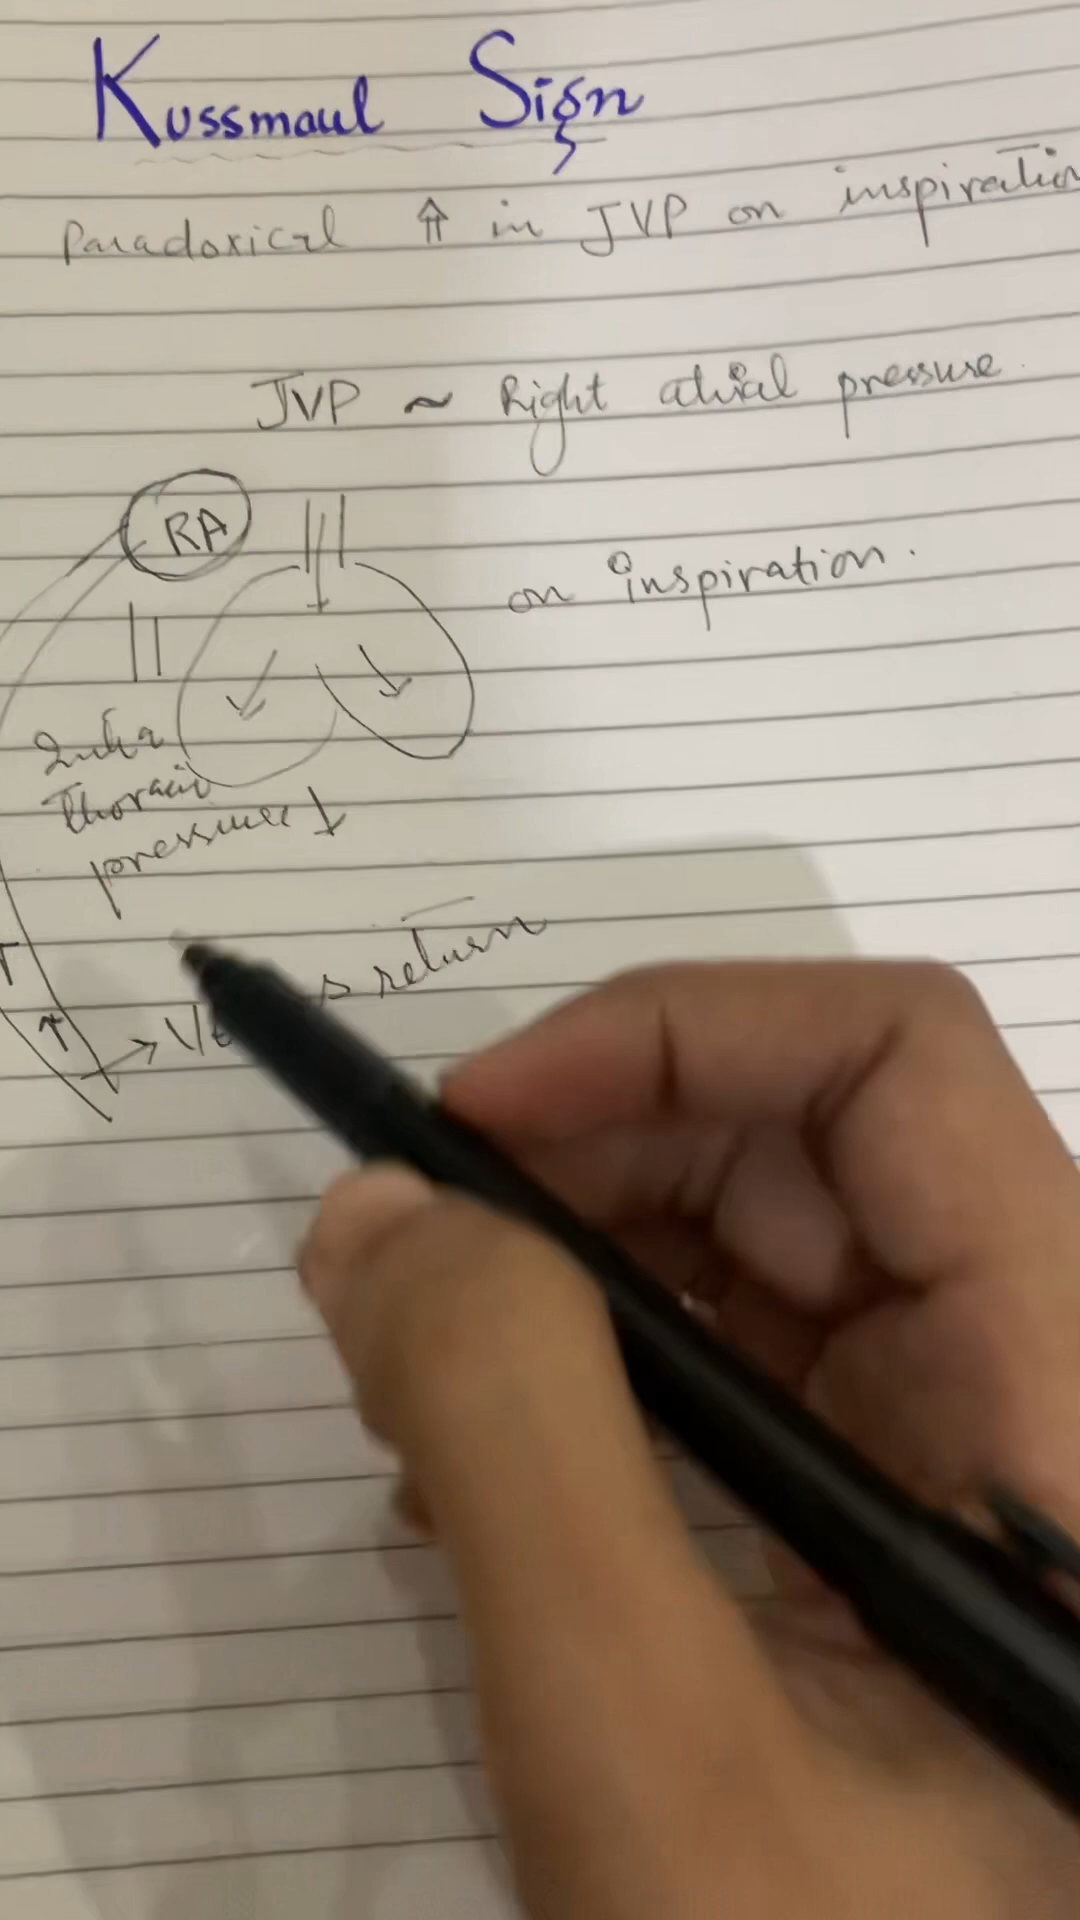 Kussmaul Sign
Paradoxical ⇑ in JVP on inspiration
JVP ~ Right atrial pressure.
RA
on inspiration.
Intra
thoracic
pressure ↓
↑
↑ → return